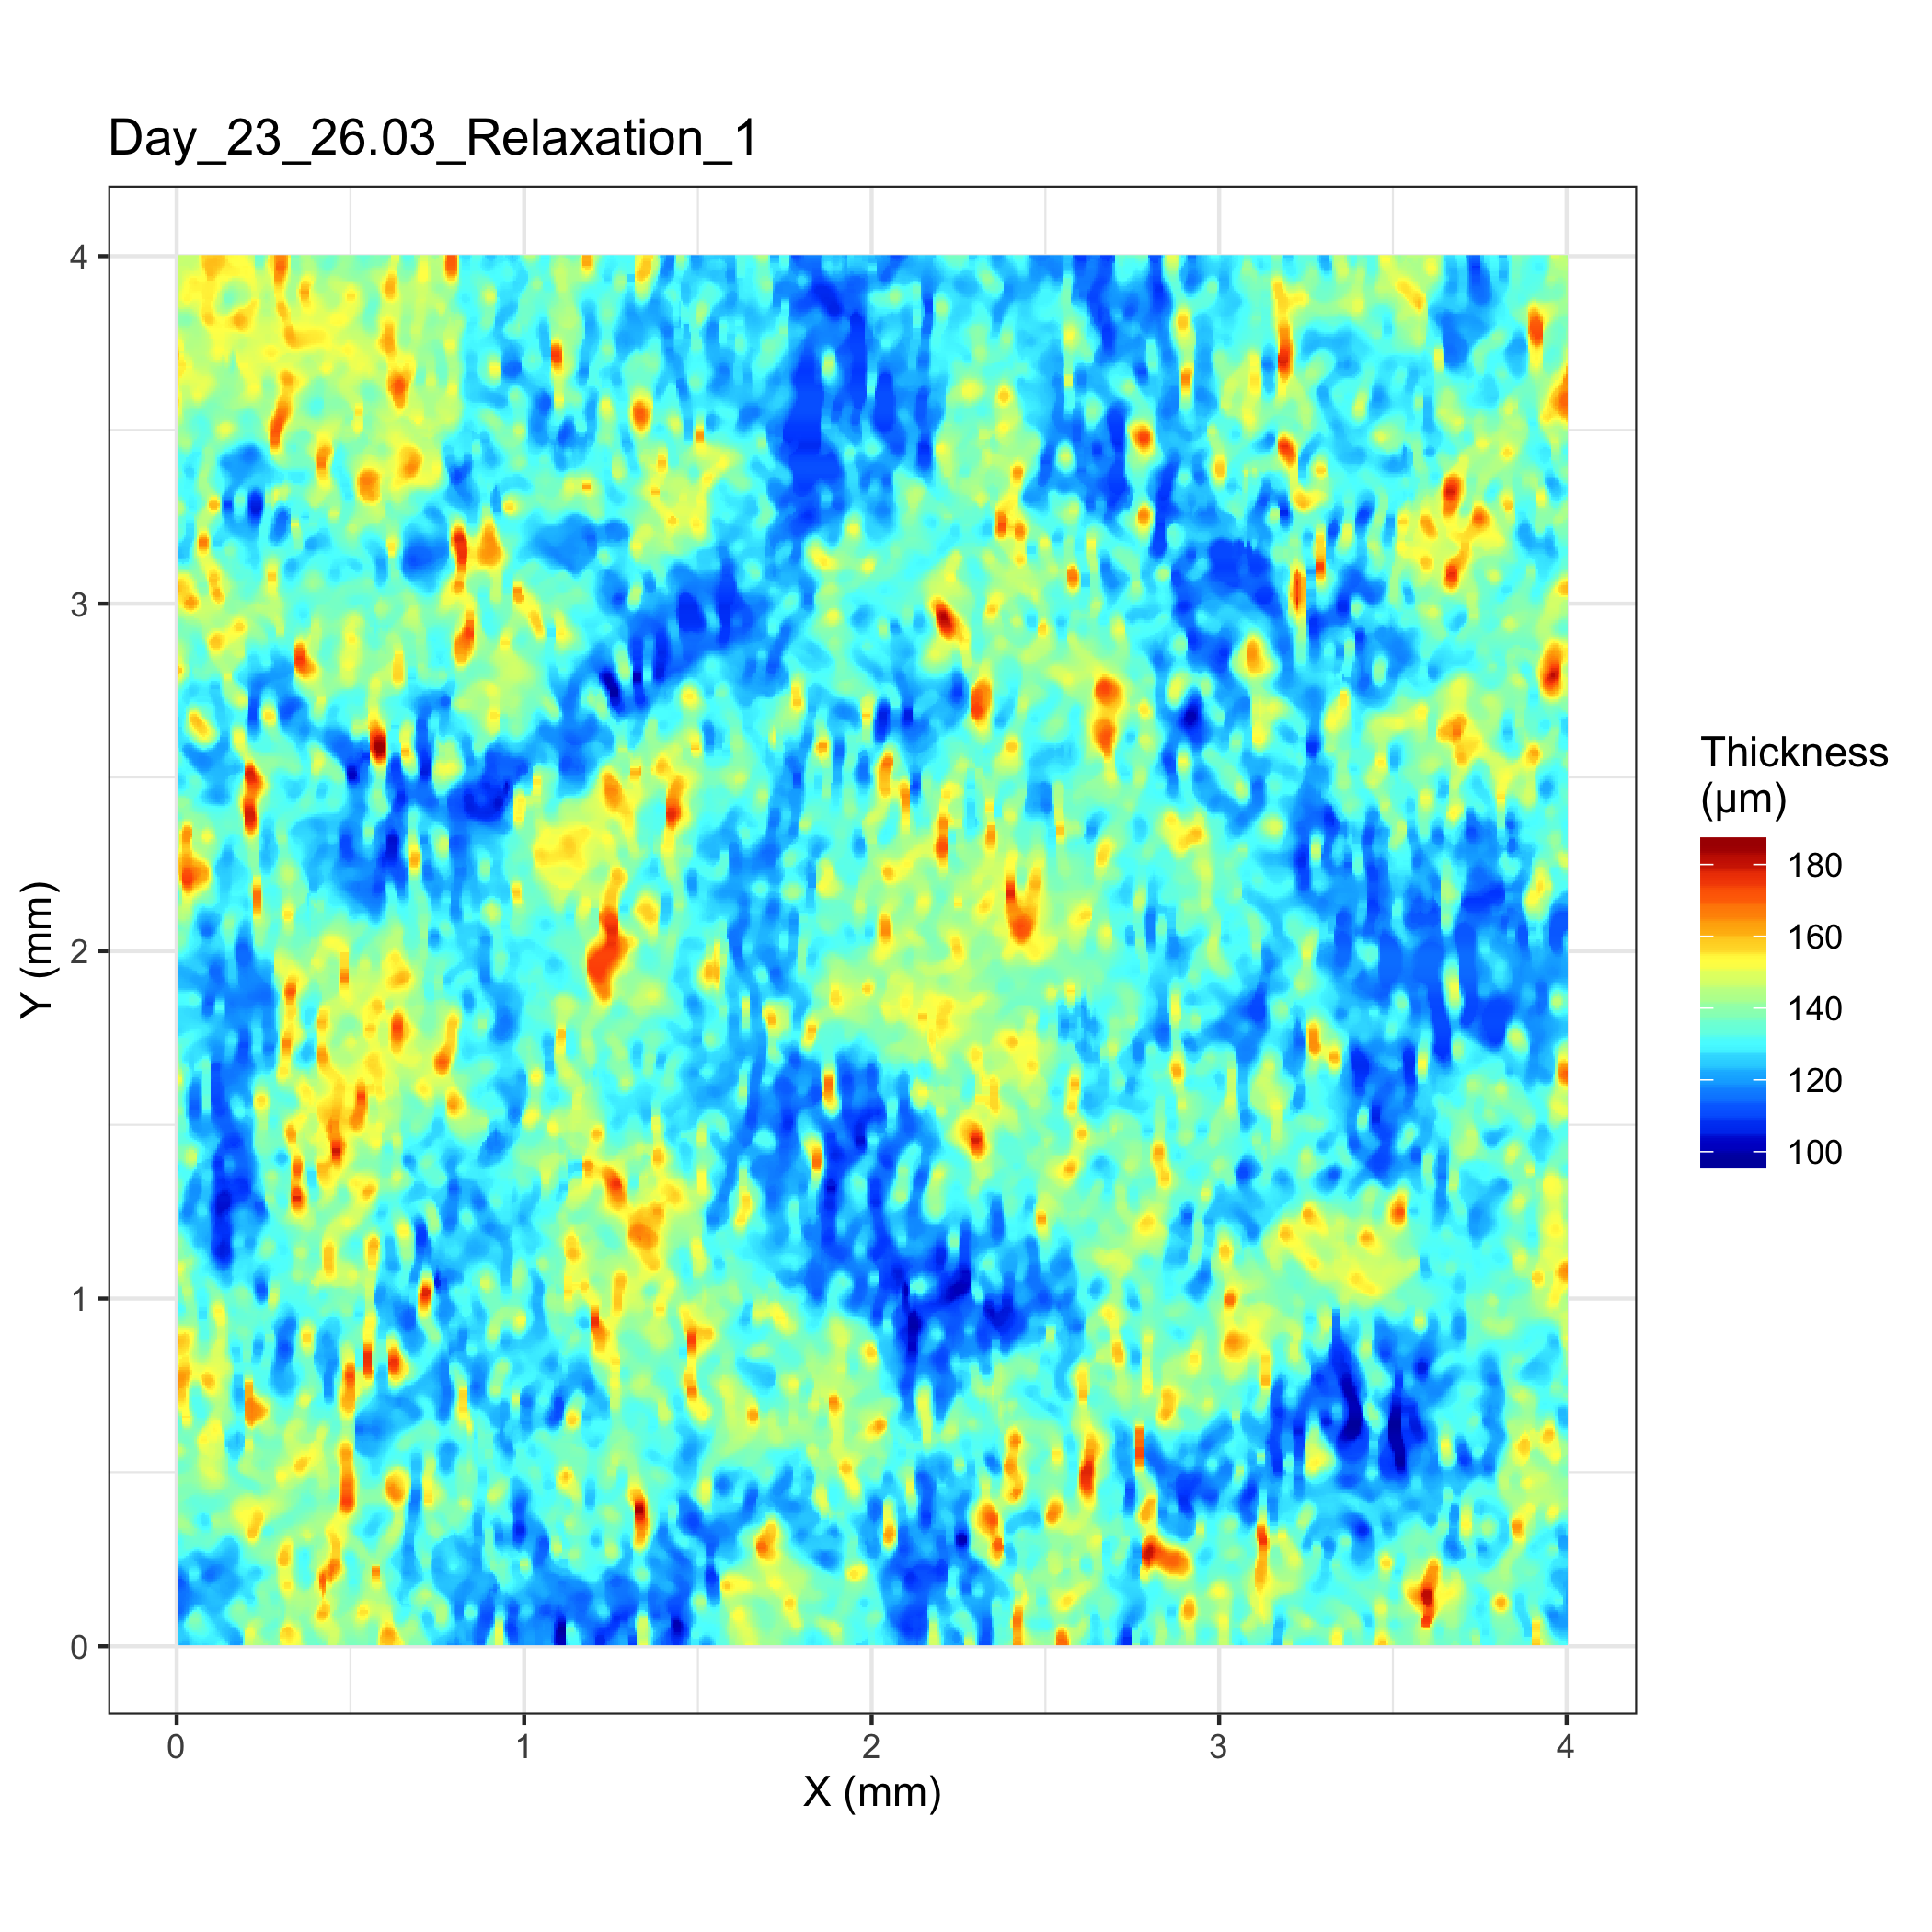 Day_23_26.03_Relaxation_1
4
3
2
1
0
Y (mm)
0 1 2 3 4
X (mm)
Thickness
(μm)
180
160
140
120
100